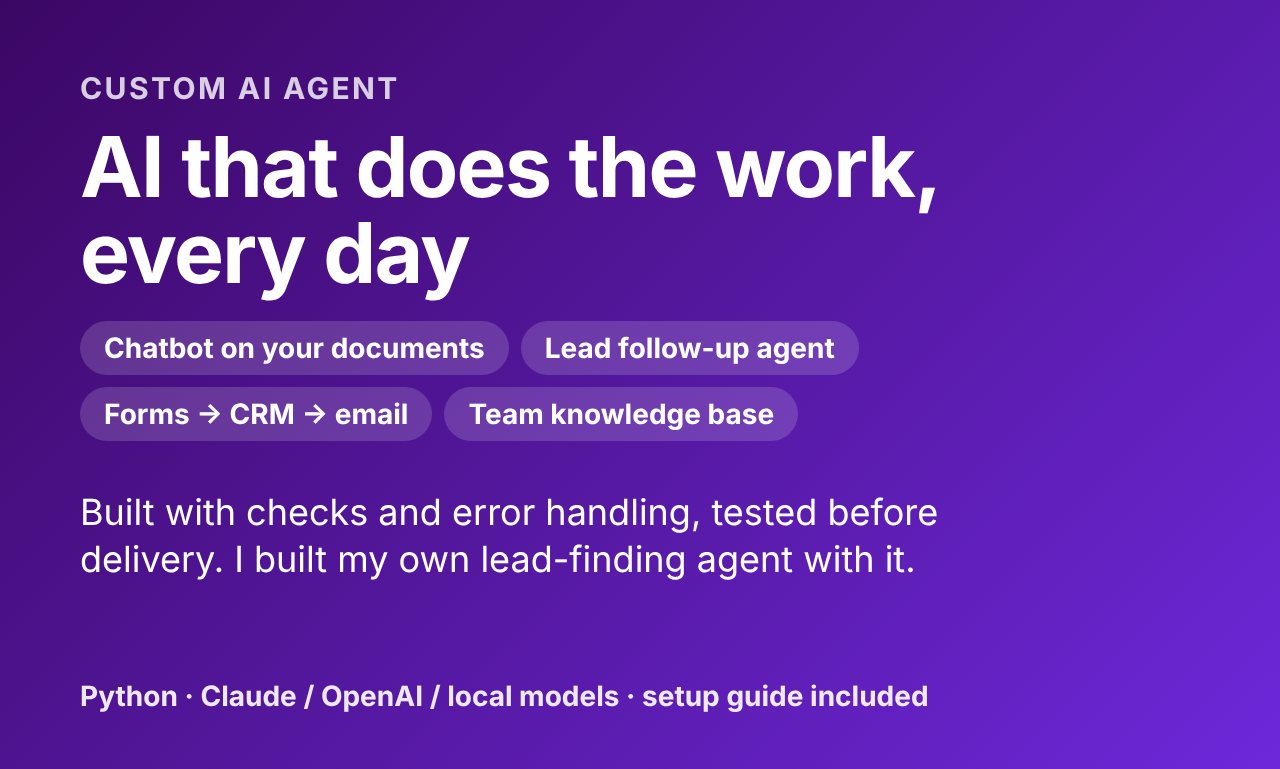 CUSTOM AI AGENT
AI that does the work,
every day
Chatbot on your documents
Lead follow-up agent
Forms → CRM → email
Team knowledge base
Built with checks and error handling, tested before
delivery. I built my own lead-finding agent with it.
Python · Claude / OpenAI / local models · setup guide included